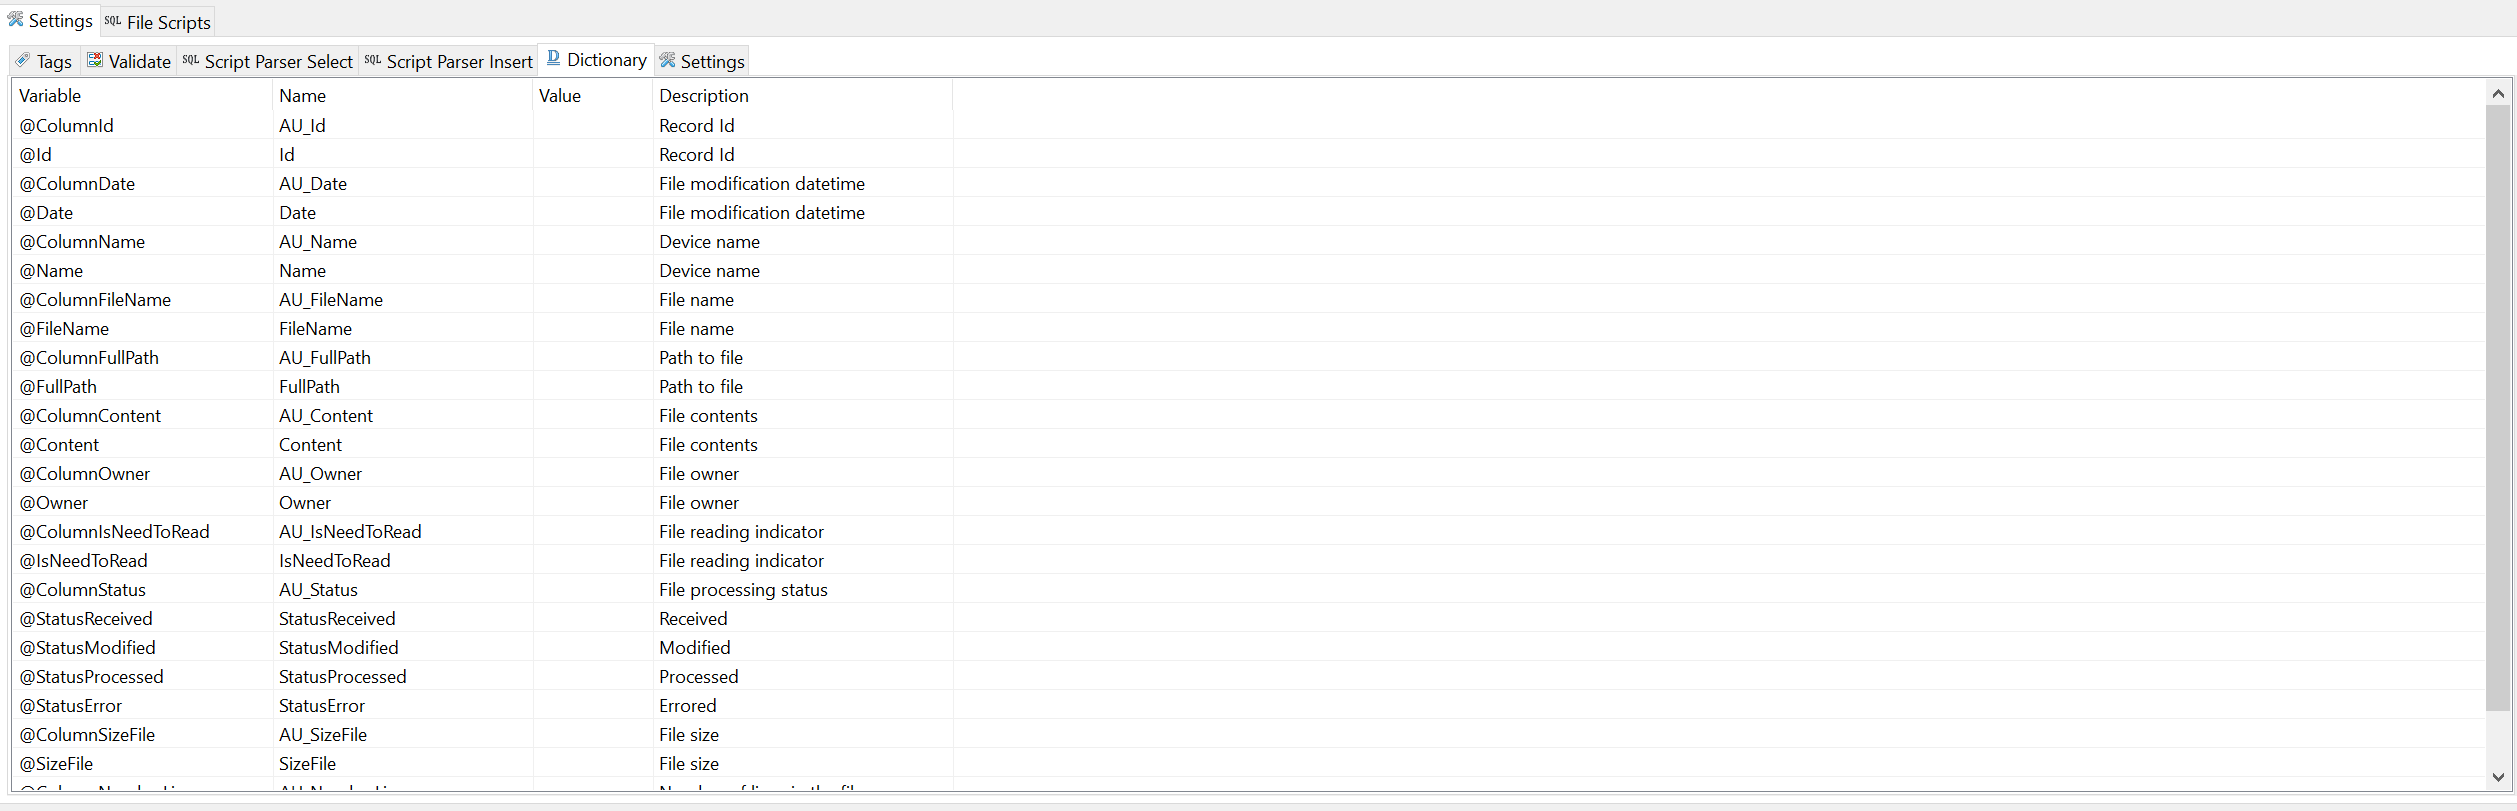 Settings SQL File Scripts
Tags Validate SQL Script Parser Select SQL Script Parser Insert D Dictionary Settings
Variable Name Value Description
@ColumnId AU_Id Record Id
@Id Id Record Id
@ColumnDate AU_Date File modification datetime
@Date Date File modification datetime
@ColumnName AU_Name Device name
@Name Name Device name
@ColumnFileName AU_FileName File name
@FileName FileName File name
@ColumnFullPath AU_FullPath Path to file
@FullPath FullPath Path to file
@ColumnContent AU_Content File contents
@Content Content File contents
@ColumnOwner AU_Owner File owner
@Owner Owner File owner
@ColumnIsNeedToRead AU_IsNeedToRead File reading indicator
@IsNeedToRead IsNeedToRead File reading indicator
@ColumnStatus AU_Status File processing status
@StatusReceived StatusReceived Received
@StatusModified StatusModified Modified
@StatusProcessed StatusProcessed Processed
@StatusError StatusError Errored
@ColumnSizeFile AU_SizeFile File size
@SizeFile SizeFile File size